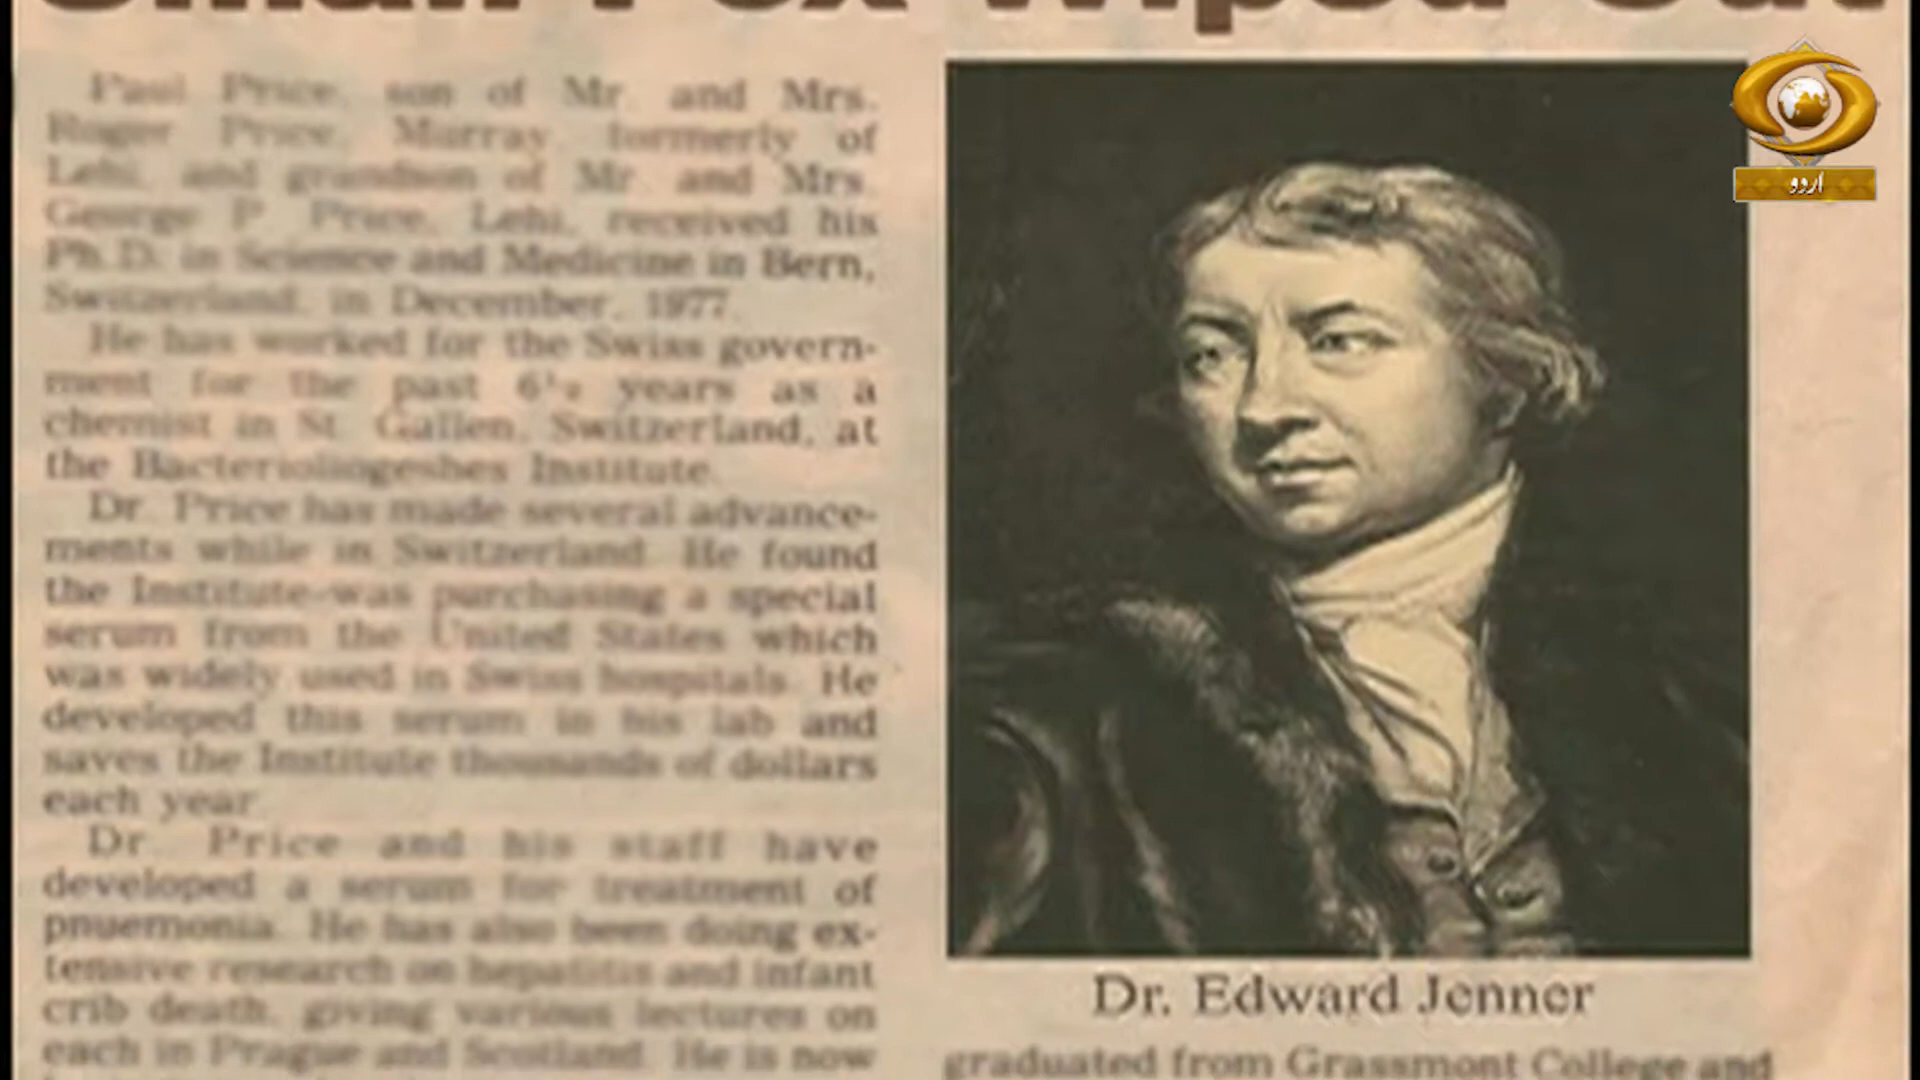 Small Pox Wiped Out
Paul Price, son of Mr. and Mrs.
Roger Price, Murray, formerly of
Lehi, and grandson of Mr. and Mrs.
George P. Price, Lehi, received his
Ph.D. in Science and Medicine in Bern,
Switzerland, in December, 1977.
He has worked for the Swiss govern-
ment for the past 6½ years as a
chemist in St. Gallen, Switzerland, at
the Bacterioliogeshes Institute.
Dr. Price has made several advance-
ments while in Switzerland. He found
the Institute-was purchasing a special
serum from the United States which
was widely used in Swiss hospitals. He
developed this serum in his lab and
saves the Institute thousands of dollars
each year.
Dr. Price and his staff have
developed a serum for treatment of
pnuemonia. He has also been doing ex-
tensive research on hepatitis and infant
crib death, giving various lectures on
each in Prague and Scotland. He is now
اردو
Dr. Edward Jenner
graduated from Grassmont College and